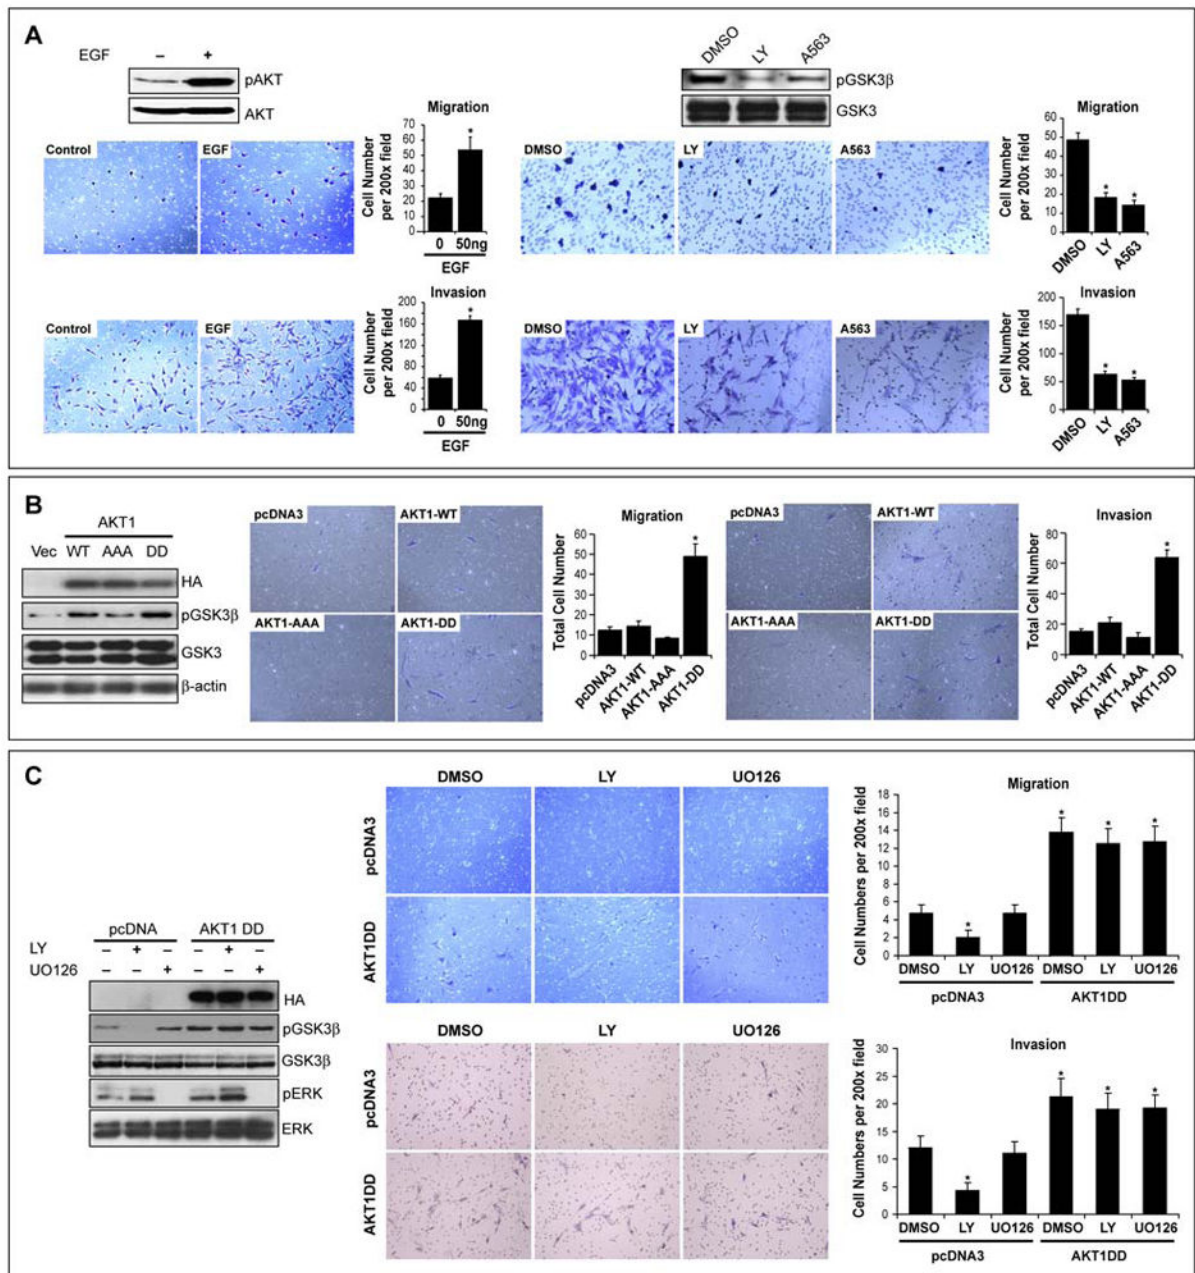 A
EGF – +
pAKT
AKT
DMSO LY A563
pGSK3β
GSK3
Control
EGF
Migration
Cell Number
per 200x field
70
60
50
40
30
20
10
0
*
0 50ng
EGF
DMSO
LY
A563
Migration
Cell Number
per 200x field
60
50
40
30
20
10
0
* *
DMSO LY A563
Control
EGF
Invasion
Cell Number
per 200x field
200
160
120
80
40
0
*
0 50ng
EGF
DMSO
LY
A563
Invasion
Cell Number
per 200x field
200
150
100
50
0
* *
DMSO LY A563
B
AKT1
Vec WT AAA DD
HA
pGSK3β
GSK3
β-actin
pcDNA3
AKT1-WT
AKT1-AAA
AKT1-DD
Migration
Total Cell Number
60
50
40
30
20
10
0
*
pcDNA3 AKT1-WT AKT1-AAA AKT1-DD
pcDNA3
AKT1-WT
AKT1-AAA
AKT1-DD
Invasion
Total Cell Number
80
60
40
20
0
*
pcDNA3 AKT1-WT AKT1-AAA AKT1-DD
C
pcDNA AKT1 DD
LY – + – – + –
UO126 – – + – – +
HA
pGSK3β
GSK3β
pERK
ERK
DMSO LY UO126
pcDNA3
AKT1DD
Migration
Cell Numbers per 200x field
18
16
14
12
10
8
6
4
2
0
* * * *
DMSO LY UO126 DMSO LY UO126
pcDNA3 AKT1DD
DMSO LY UO126
pcDNA3
AKT1DD
Invasion
Cell Numbers per 200x field
30
25
20
15
10
5
0
* * * *
DMSO LY UO126 DMSO LY UO126
pcDNA3 AKT1DD